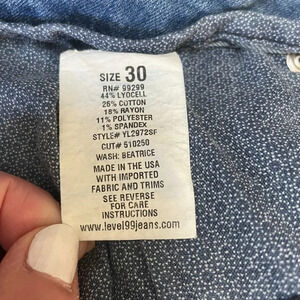 SIZE 30
RN# 99299
44% LYOCELL
26% COTTON
18% RAYON
11% POLYESTER
1% SPANDEX
STYLE# YL2972SF
CUT# 510250
WASH: BEATRICE
MADE IN THE USA
WITH IMPORTED
FABRIC AND TRIMS
SEE REVERSE
FOR CARE
INSTRUCTIONS
www.level99jeans.com